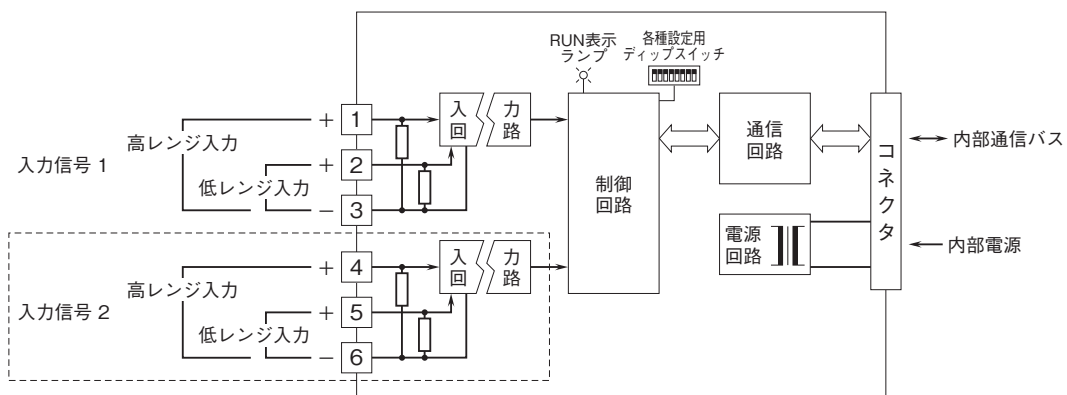 RUN表示
ランプ
各種設定用
ディップスイッチ
入力信号 1
高レンジ入力
+ 1
低レンジ入力
+ 2
− 3
入 力
回 路
制御
回路
通信
回路
コネクタ
内部通信バス
電源
回路
内部電源
入力信号 2
高レンジ入力
+ 4
低レンジ入力
+ 5
− 6
入 力
回 路